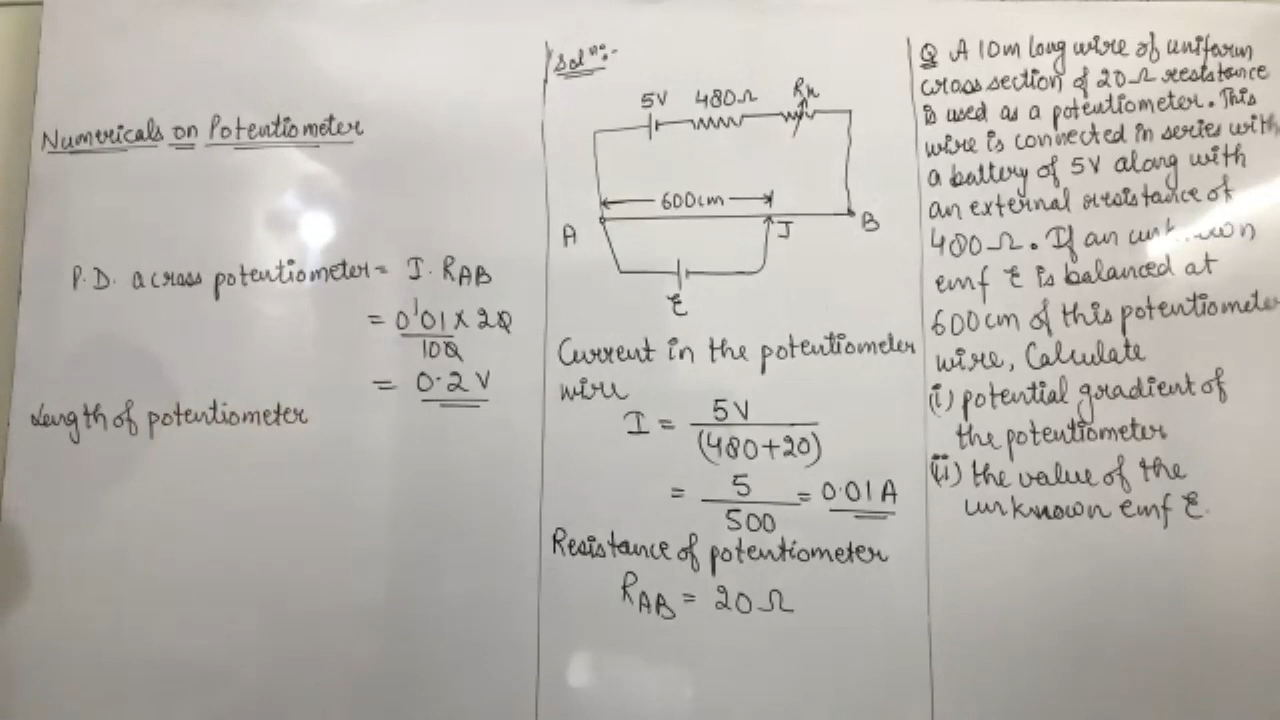 Numericals on Potentiometer
P.D. across potentiometer = I. RAB
= 0.01 x 20
100
= 0.2 V
Length of potentiometer
Solⁿ:-
5V 480Ω Rh
600cm
A J B
E
Current in the potentiometer
wire
I = 5V
(480+20)
= 5 = 0.01 A
500
Resistance of potentiometer
RAB = 20Ω
Q A 10m long wire of uniform
cross section of 20Ω resistance
is used as a potentiometer. This
wire is connected in series with
a battery of 5V along with
an external resistance of
480Ω. If an
emf E is balanced at
600cm of this potentiometer
wire, Calculate
(i) potential gradient of
the potentiometer
(ii) the value of the
unknown emf E.